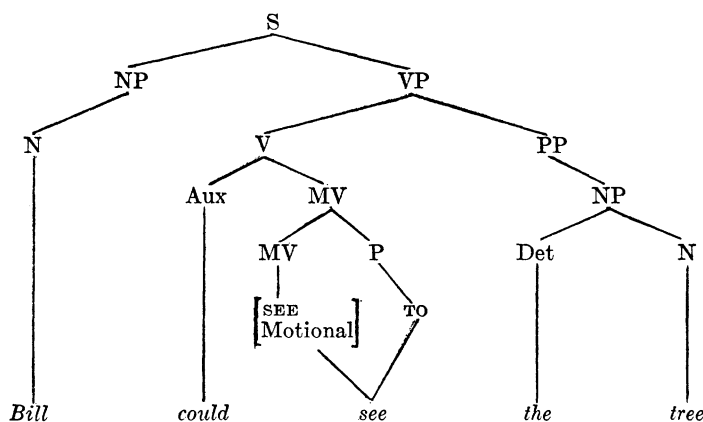 S
NP VP
N V PP
Aux MV NP
MV P Det N
[SEE TO
Motional]
Bill could see the tree